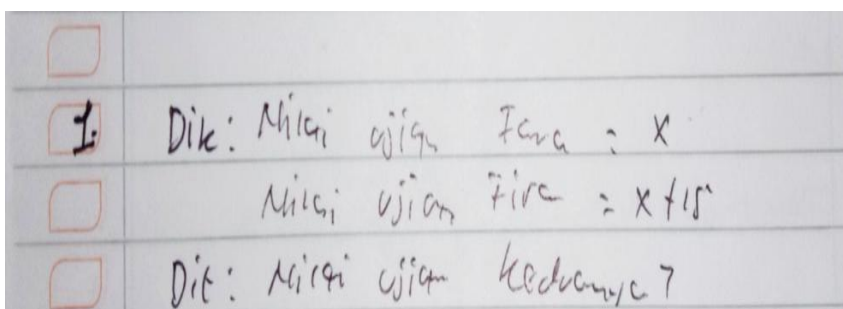 1. Dik: Nilai ujian Fara = x
Nilai ujian Fira = x + 15
Dit: Nilai ujian keduanya?